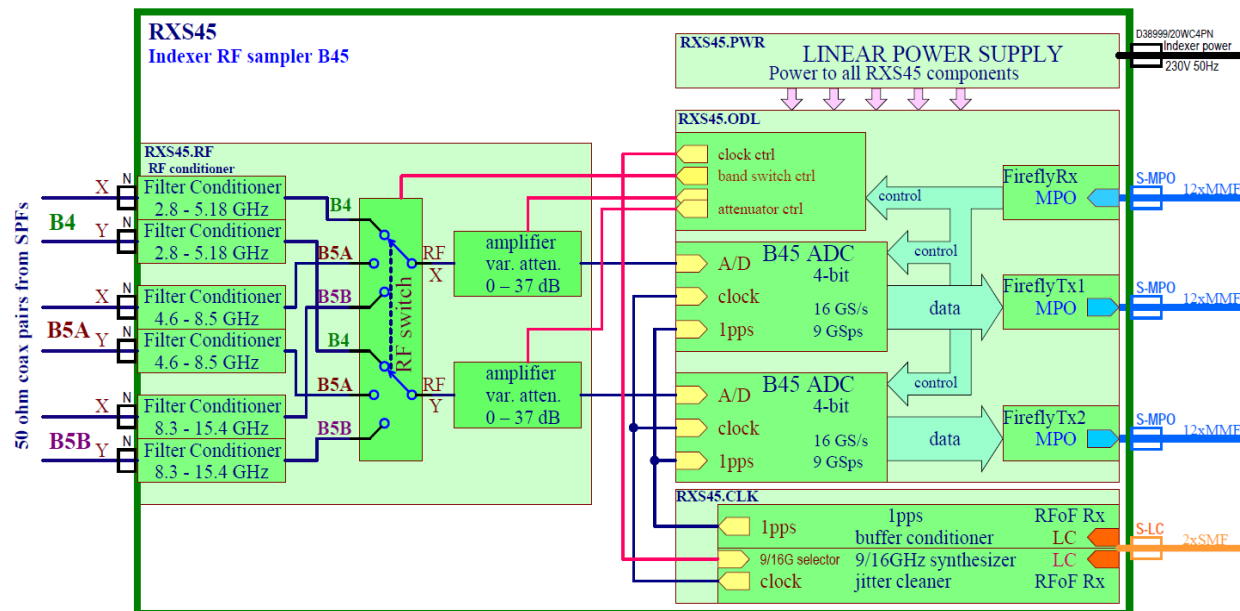 RXS45
Indexer RF sampler B45
RXS45.PWR
LINEAR POWER SUPPLY
Power to all RXS45 components
D38999/20WC4PN
Indexer power
230V 50Hz
RXS45.ODL
clock ctrl
band switch ctrl
attenuator ctrl
control
FireflyRx
MPO
S-MPO
12xMMF
RXS45.RF
RF conditioner
50 ohm coax pairs from SPFs
B4
X
N
Filter Conditioner
2.8 - 5.18 GHz
Y
N
Filter Conditioner
2.8 - 5.18 GHz
B5A
X
N
Filter Conditioner
4.6 - 8.5 GHz
Y
N
Filter Conditioner
4.6 - 8.5 GHz
B5B
X
N
Filter Conditioner
8.3 - 15.4 GHz
Y
N
Filter Conditioner
8.3 - 15.4 GHz
B4
B5A
B5B
B4
B5A
B5B
RF switch
RF
X
RF
Y
amplifier
var. atten.
0 – 37 dB
amplifier
var. atten.
0 – 37 dB
control
A/D
B45 ADC
4-bit
clock
16 GS/s
1pps
9 GSps
data
FireflyTx1
MPO
S-MPO
12xMMF
control
A/D
B45 ADC
4-bit
clock
16 GS/s
1pps
9 GSps
data
FireflyTx2
MPO
S-MPO
12xMMF
RXS45.CLK
1pps
1pps
buffer conditioner
RFoF Rx
LC
9/16G selector
9/16GHz synthesizer
LC
clock
jitter cleaner
RFoF Rx
S-LC
2xSMF